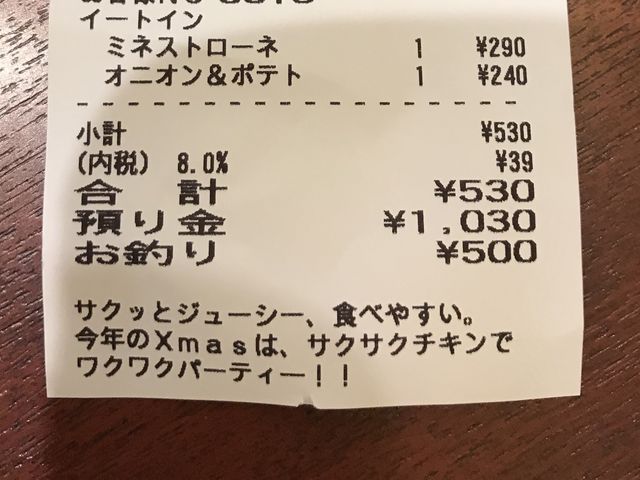 イートイン
ミネストローネ 1 ¥290
オニオン&ポテト 1 ¥240
- - - - - - - - - - - - - - - - - - - -
小計 ¥530
(内税) 8.0% ¥39
合 計 ¥530
預り金 ¥1,030
お釣り ¥500
サクッとジューシー、食べやすい。
今年のXmasは、サクサクチキンで
ワクワクパーティー!!